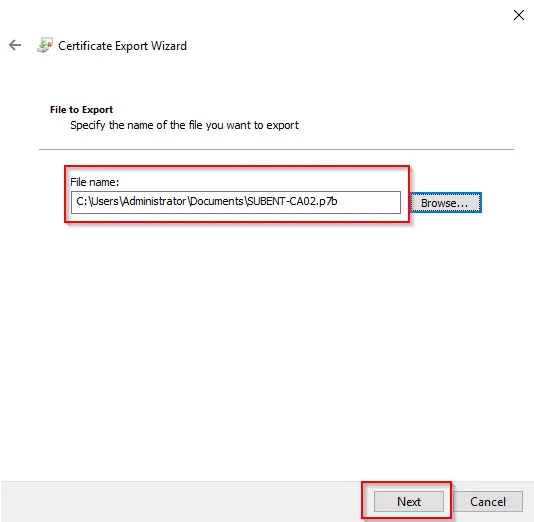 Certificate Export Wizard
File to Export
Specify the name of the file you want to export
File name:
C:\Users\Administrator\Documents\SUBENT-CA02.p7b
Browse...
Next
Cancel